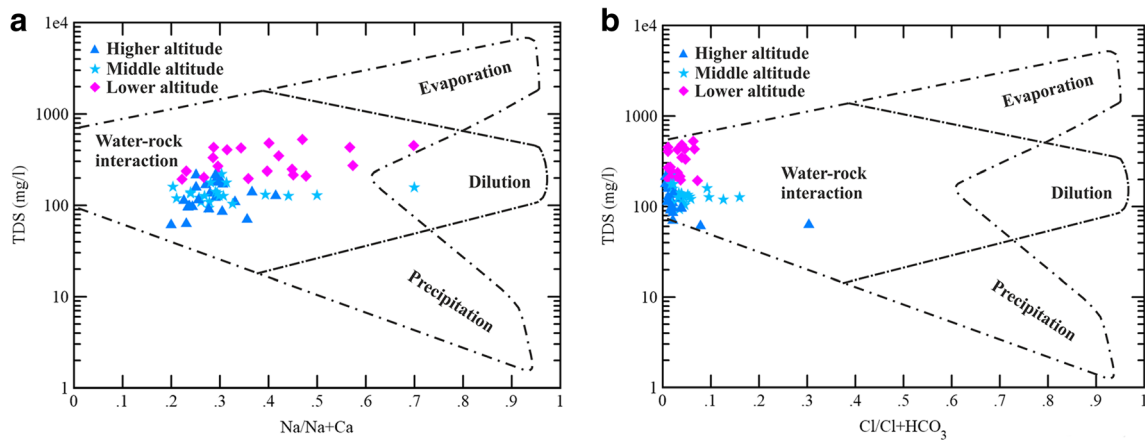 a
1e4
1000
100
10
1
TDS (mg/l)
Higher altitude
Middle altitude
Lower altitude
Evaporation
Water-rock
interaction
Dilution
Precipitation
0 .1 .2 .3 .4 .5 .6 .7 .8 .9 1
Na/Na+Ca
b
1e4
1000
100
10
1
TDS (mg/l)
Higher altitude
Middle altitude
Lower altitude
Evaporation
Water-rock
interaction
Dilution
Precipitation
0 .1 .2 .3 .4 .5 .6 .7 .8 .9 1
Cl/Cl+HCO₃